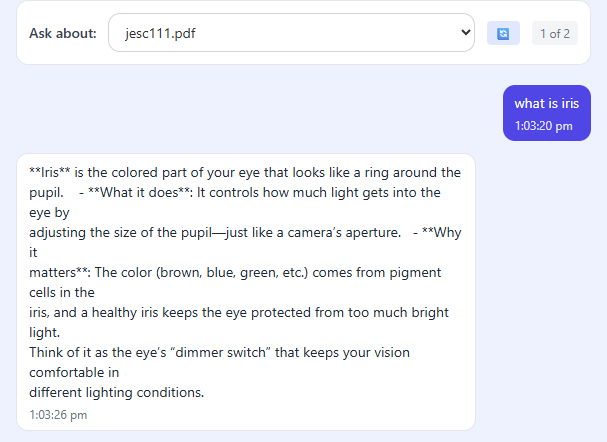 Ask about: jesc111.pdf 1 of 2
what is iris
1:03:20 pm
**Iris** is the colored part of your eye that looks like a ring around the
pupil. - **What it does**: It controls how much light gets into the
eye by
adjusting the size of the pupil—just like a camera’s aperture. - **Why
it
matters**: The color (brown, blue, green, etc.) comes from pigment
cells in the
iris, and a healthy iris keeps the eye protected from too much bright
light.
Think of it as the eye’s “dimmer switch” that keeps your vision
comfortable in
different lighting conditions.
1:03:26 pm